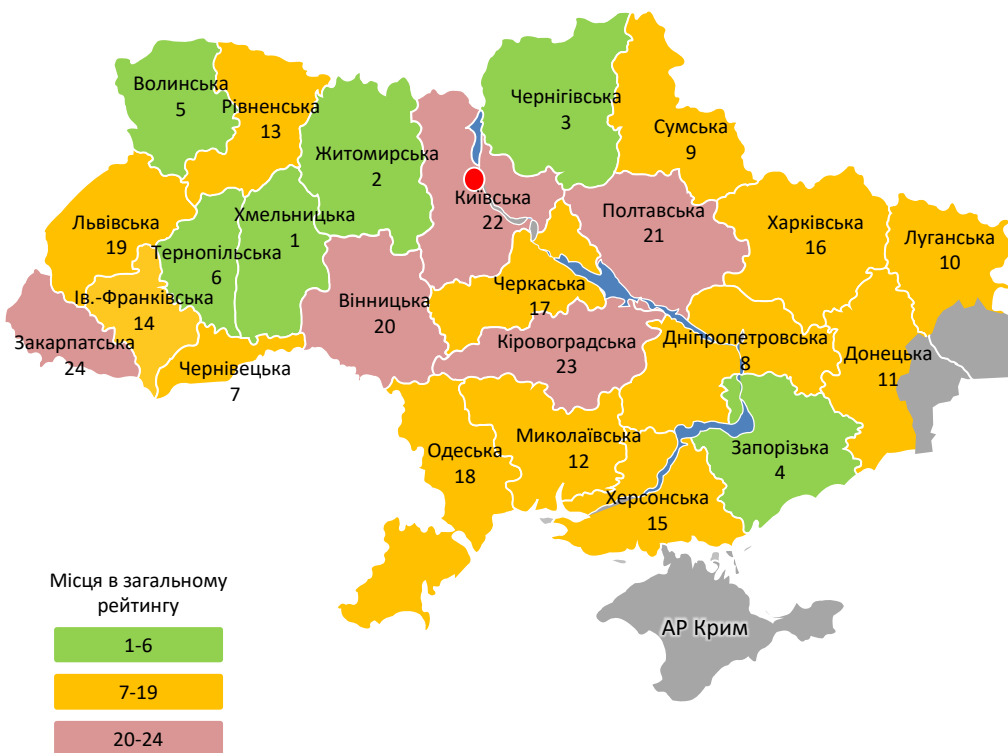 Волинська
5
Рівненська
13
Житомирська
2
Чернігівська
3
Сумська
9
Київська
22
Львівська
19
Тернопільська
6
Хмельницька
1
Полтавська
21
Харківська
16
Луганська
10
Ів.-Франківська
14
Вінницька
20
Черкаська
17
Закарпатська
24
Чернівецька
7
Кіровоградська
23
Дніпропетровська
8
Донецька
11
Одеська
18
Миколаївська
12
Запорізька
4
Херсонська
15
АР Крим
Місця в загальному
рейтингу
1-6
7-19
20-24